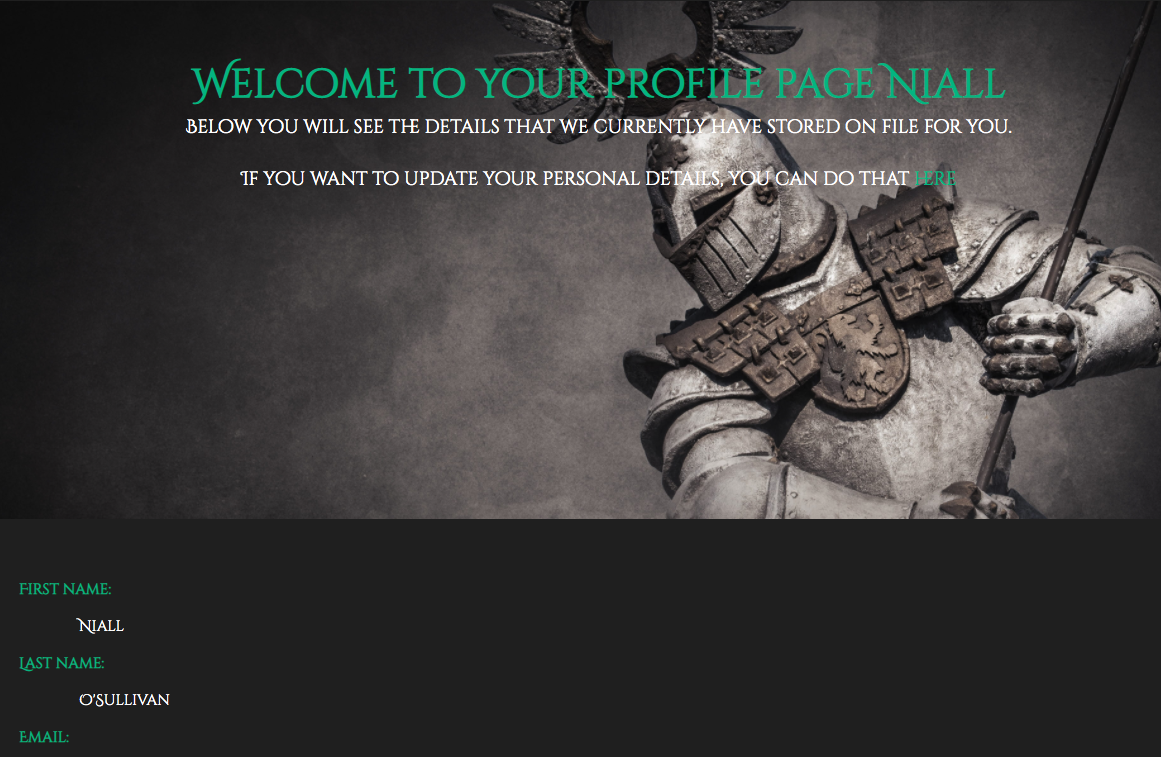 Welcome to your profile page Niall
Below you will see the details that we currently have stored on file for you.
If you want to update your personal details, you can do that here
First name:
Niall
Last name:
O'Sullivan
Email: